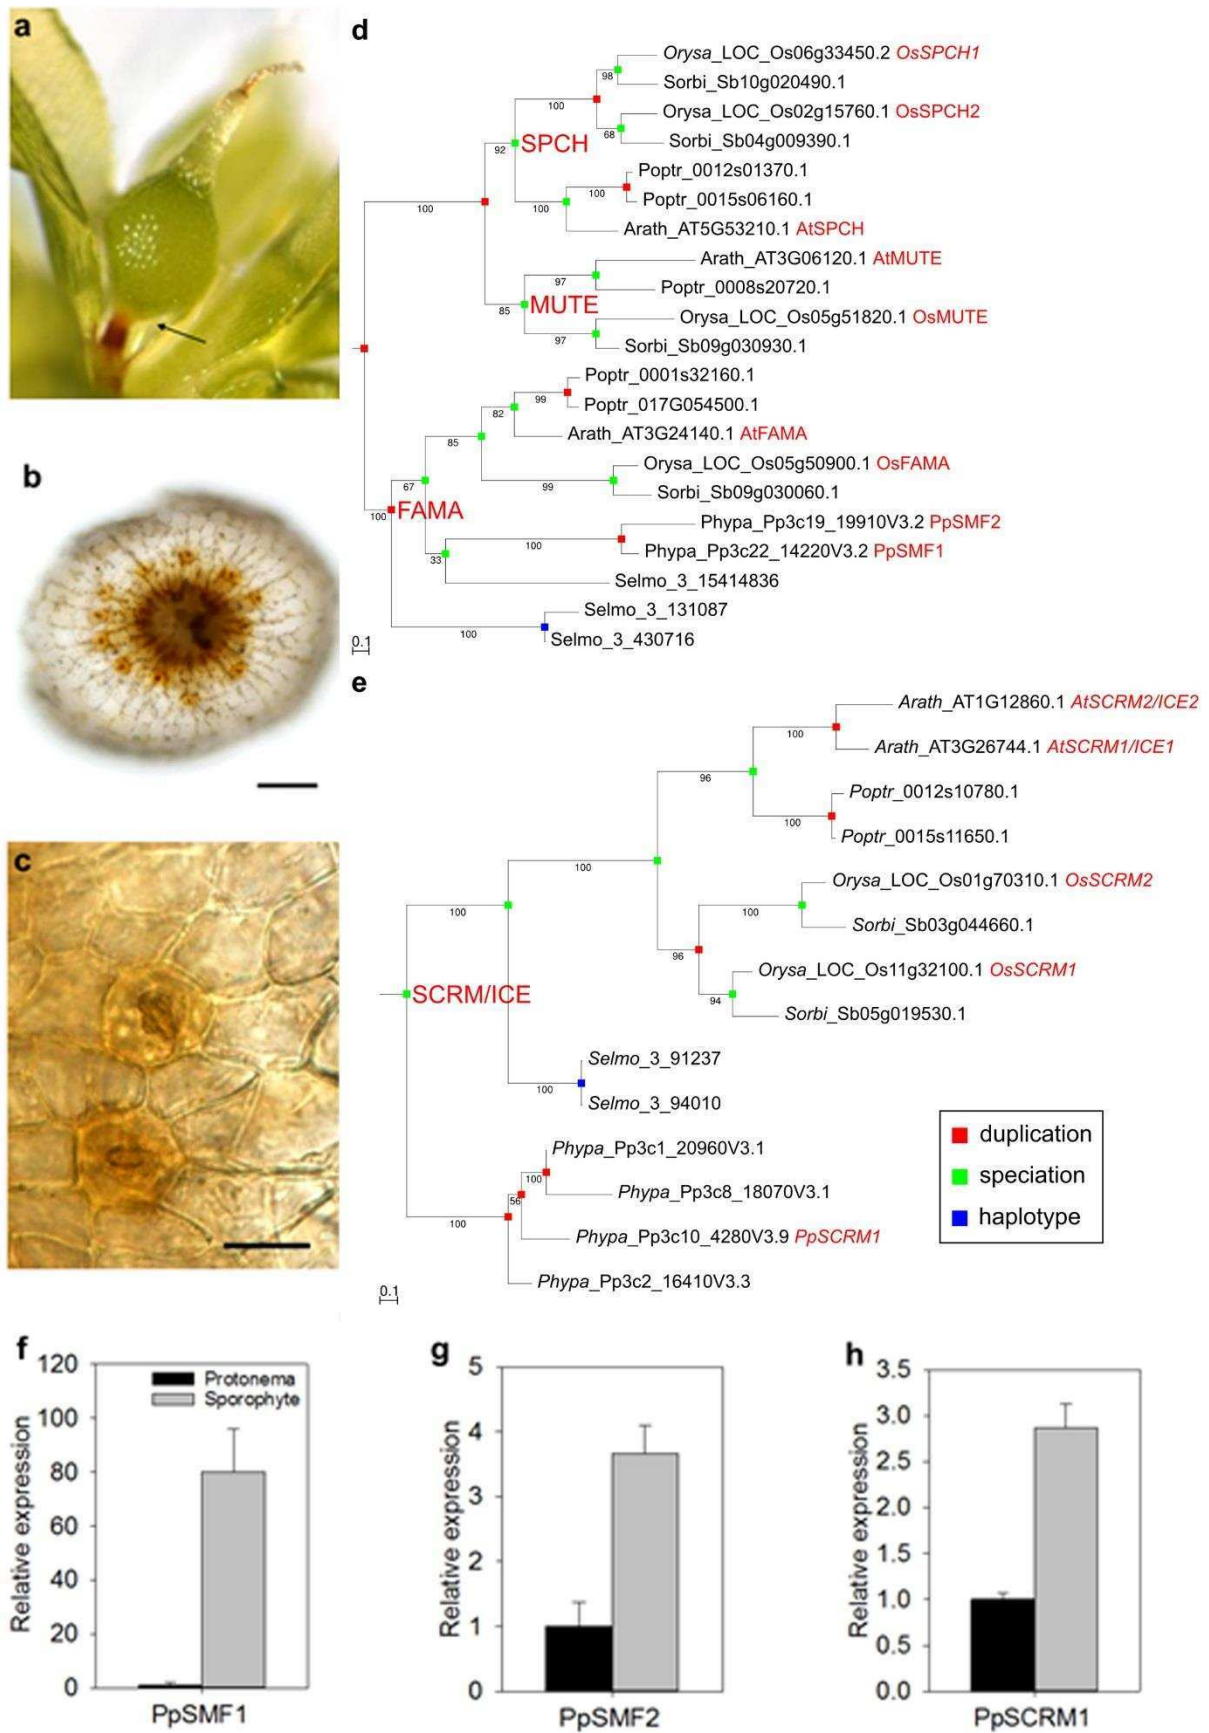 a
b
c
d
Orysa_LOC_Os06g33450.2 OsSPCH1
98
Sorbi_Sb10g020490.1
100
Orysa_LOC_Os02g15760.1 OsSPCH2
68
Sorbi_Sb04g009390.1
92
SPCH
Poptr_0012s01370.1
100
Poptr_0015s06160.1
100
100
Arath_AT5G53210.1 AtSPCH
Arath_AT3G06120.1 AtMUTE
97
Poptr_0008s20720.1
85
MUTE
Orysa_LOC_Os05g51820.1 OsMUTE
97
Sorbi_Sb09g030930.1
Poptr_0001s32160.1
99
Poptr_017G054500.1
82
Arath_AT3G24140.1 AtFAMA
85
Orysa_LOC_Os05g50900.1 OsFAMA
67
99
Sorbi_Sb09g030060.1
100
FAMA
Phypa_Pp3c19_19910V3.2 PpSMF2
100
Phypa_Pp3c22_14220V3.2 PpSMF1
33
Selmo_3_15414836
Selmo_3_131087
100
Selmo_3_430716
0.1
e
Arath_AT1G12860.1 AtSCRM2/ICE2
100
Arath_AT3G26744.1 AtSCRM1/ICE1
96
Poptr_0012s10780.1
100
Poptr_0015s11650.1
100
Orysa_LOC_Os01g70310.1 OsSCRM2
100
Sorbi_Sb03g044660.1
100
96
Orysa_LOC_Os11g32100.1 OsSCRM1
94
Sorbi_Sb05g019530.1
SCRM/ICE
Selmo_3_91237
100
Selmo_3_94010
Phypa_Pp3c1_20960V3.1
100
Phypa_Pp3c8_18070V3.1
56
100
Phypa_Pp3c10_4280V3.9 PpSCRM1
Phypa_Pp3c2_16410V3.3
0.1
duplication
speciation
haplotype
f
Relative expression
120
100
80
60
40
20
0
Protonema
Sporophyte
PpSMF1
g
Relative expression
5
4
3
2
1
0
PpSMF2
h
Relative expression
3.5
3.0
2.5
2.0
1.5
1.0
0.5
0.0
PpSCRM1